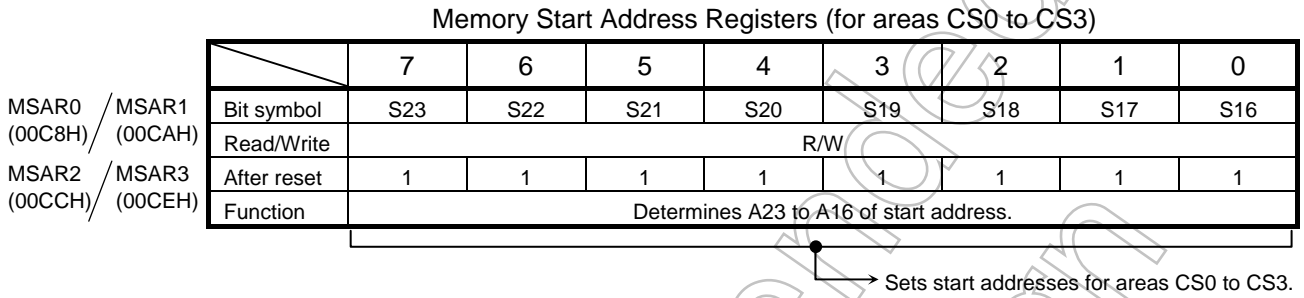 Memory Start Address Registers (for areas CS0 to CS3)
7 6 5 4 3 2 1 0
MSAR0 / MSAR1 Bit symbol S23 S22 S21 S20 S19 S18 S17 S16
(00C8H) (00CAH) Read/Write R/W
MSAR2 / MSAR3 After reset 1 1 1 1 1 1 1 1
(00CCH) (00CEH) Function Determines A23 to A16 of start address.
Sets start addresses for areas CS0 to CS3.